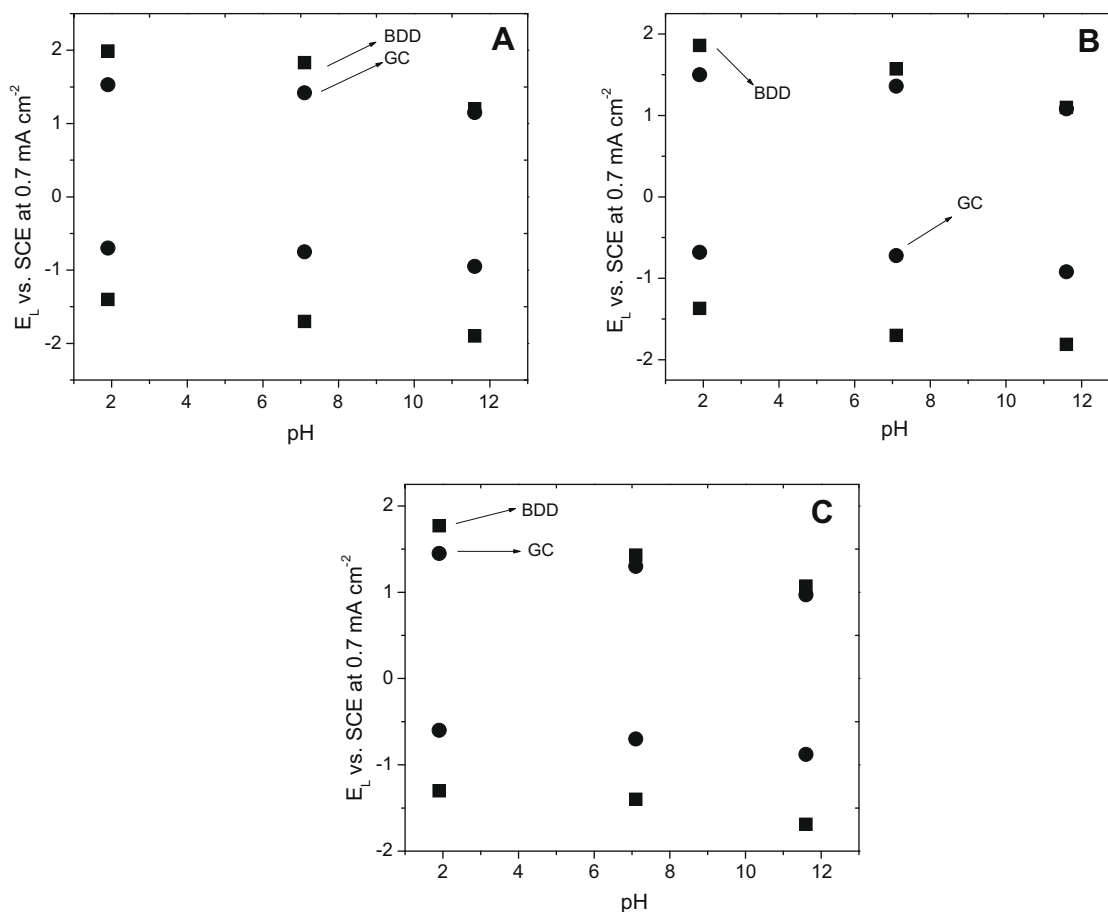 A
BDD
GC
2
1
0
-1
-2
E_L vs. SCE at 0.7 mA cm⁻²
2 4 6 8 10 12
pH
B
BDD
GC
2
1
0
-1
-2
E_L vs. SCE at 0.7 mA cm⁻²
2 4 6 8 10 12
pH
C
BDD
GC
2
1
0
-1
-2
E_L vs. SCE at 0.7 mA cm⁻²
2 4 6 8 10 12
pH